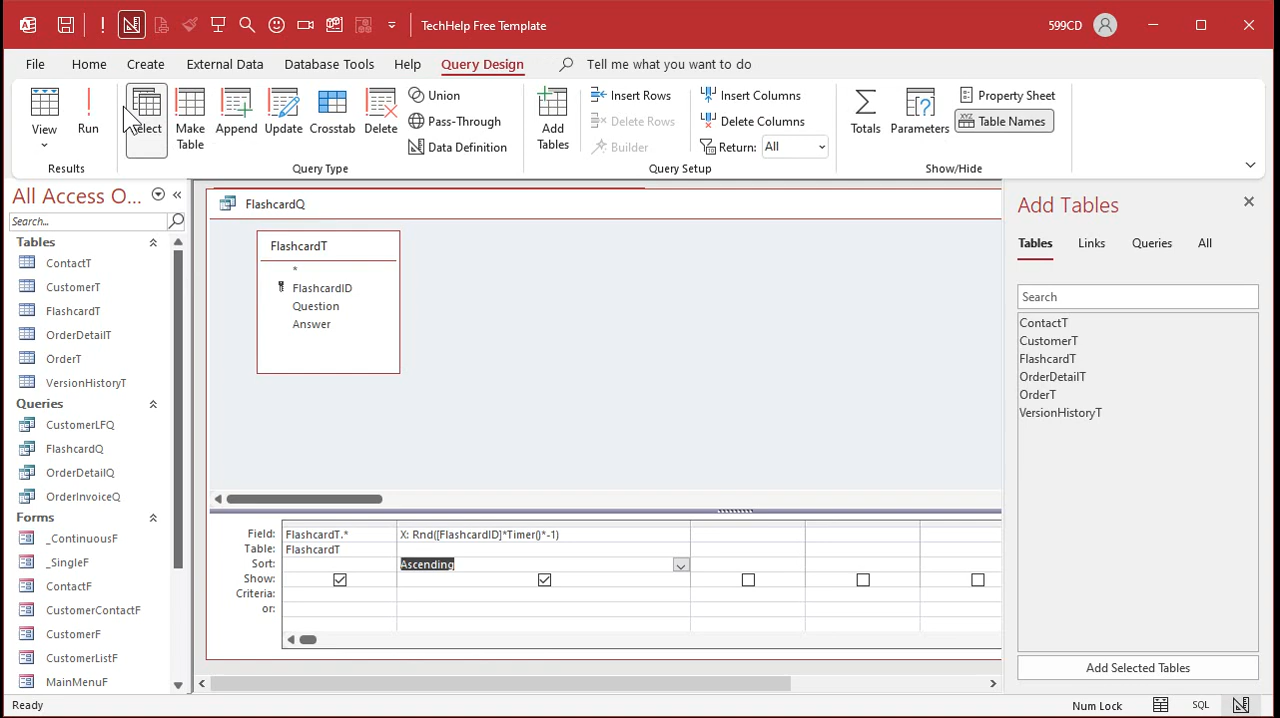 TechHelp Free Template
599CD
File Home Create External Data Database Tools Help Query Design Tell me what you want to do
View
Run
Select
Make Table
Append
Update
Crosstab
Delete
Union
Pass-Through
Data Definition
Add Tables
Insert Rows
Delete Rows
Builder
Insert Columns
Delete Columns
Return: All
Totals
Parameters
Property Sheet
XYZ Table Names
Results
Query Type
Query Setup
Show/Hide
All Access O...
Search...
Tables
ContactT
CustomerT
FlashcardT
OrderDetailT
OrderT
VersionHistoryT
Queries
CustomerLFQ
FlashcardQ
OrderDetailQ
OrderInvoiceQ
Forms
_ContinuousF
_SingleF
ContactF
CustomerContactF
CustomerF
CustomerListF
MainMenuF
FlashcardQ
FlashcardT
*
FlashcardID
Question
Answer
Field: FlashcardT.* X: Rnd([FlashcardID]*Timer()*-1)
Table: FlashcardT
Sort: Ascending
Show:
Criteria:
or:
Add Tables
Tables Links Queries All
Search
ContactT
CustomerT
FlashcardT
OrderDetailT
OrderT
VersionHistoryT
Add Selected Tables
Ready
Num Lock
SQL